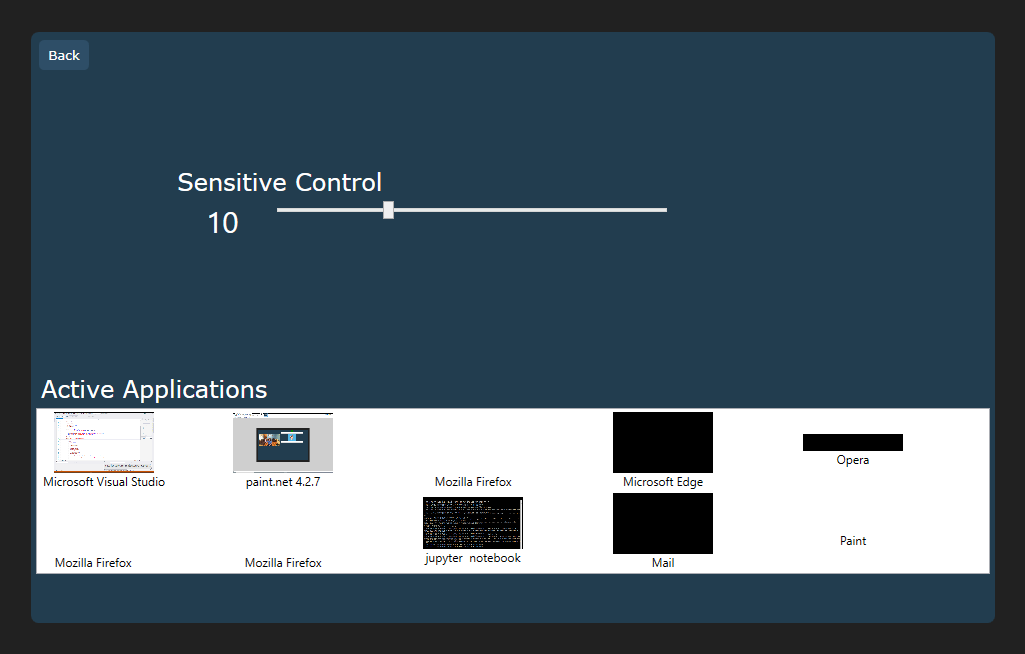 Back
Sensitive Control
10
Active Applications
Microsoft Visual Studio
paint.net 4.2.7
Mozilla Firefox
Microsoft Edge
Opera
Mozilla Firefox
Mozilla Firefox
jupyter notebook
Mail
Paint